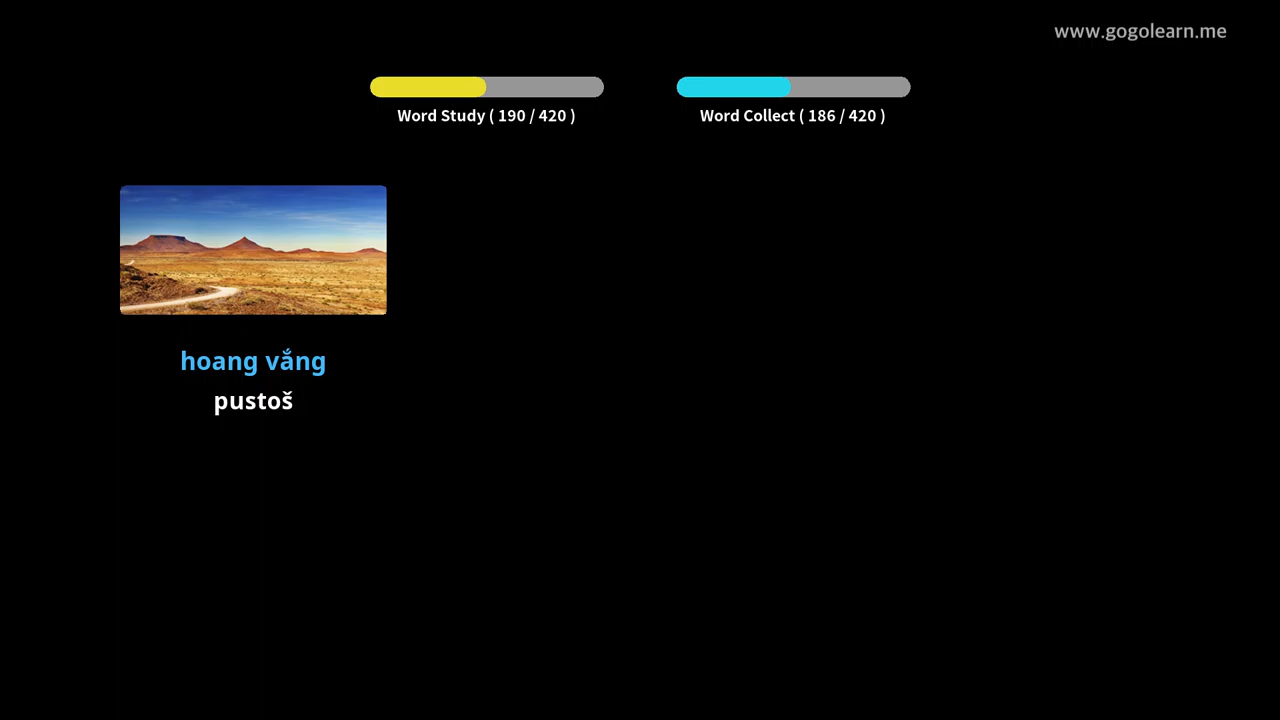 www.gogolearn.me
Word Study ( 190 / 420 )
Word Collect ( 186 / 420 )
hoang vắng
pustoš